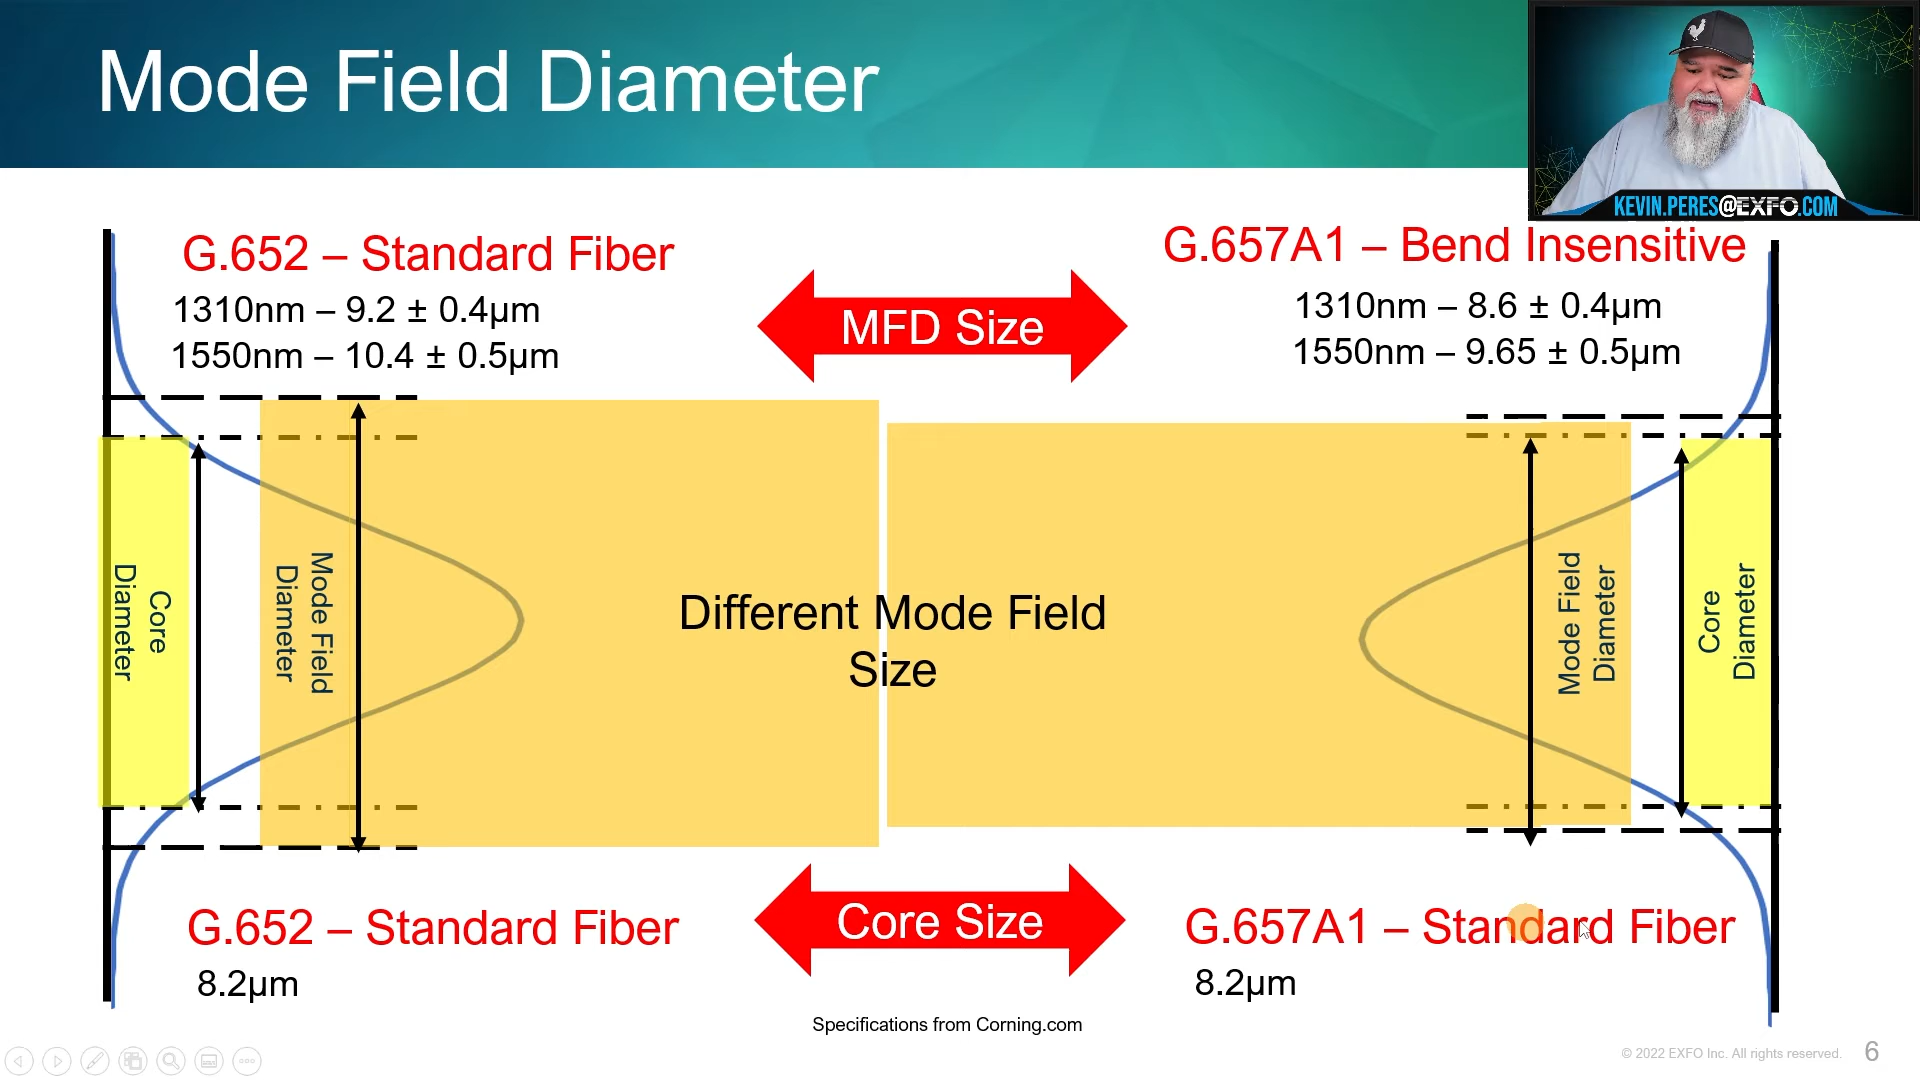 Mode Field Diameter
KEVIN.PERES@EXFO.COM
G.652 – Standard Fiber
1310nm – 9.2 ± 0.4µm
1550nm – 10.4 ± 0.5µm
MFD Size
G.657A1 – Bend Insensitive
1310nm – 8.6 ± 0.4µm
1550nm – 9.65 ± 0.5µm
Core
Diameter
Mode Field
Diameter
Different Mode Field
Size
Mode Field
Diameter
Core
Diameter
G.652 – Standard Fiber
8.2µm
Core Size
G.657A1 – Standard Fiber
8.2µm
Specifications from Corning.com
© 2022 EXFO Inc. All rights reserved.
6